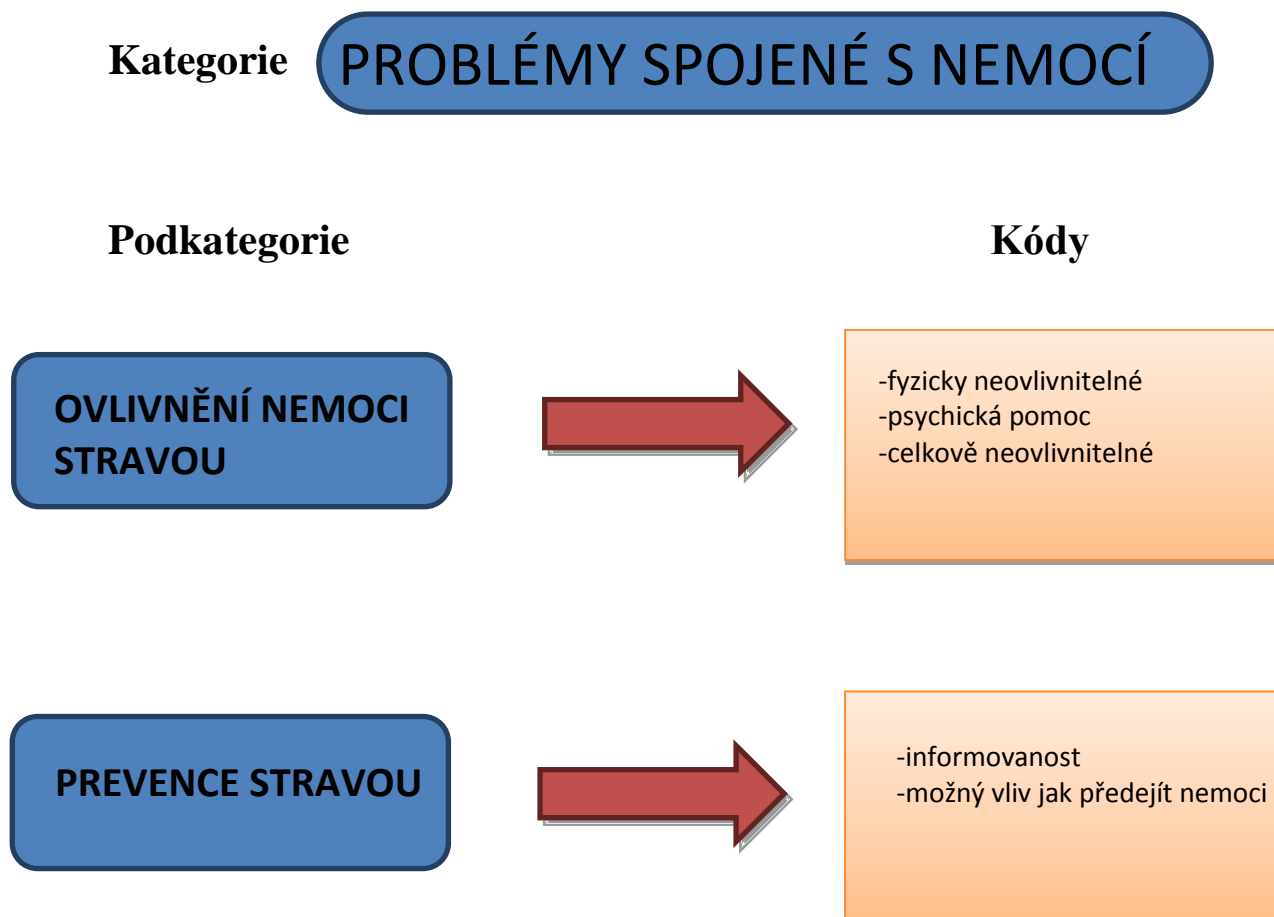 Kategorie PROBLÉMY SPOJENÉ S NEMOCÍ
Podkategorie
Kódy
OVLIVNĚNÍ NEMOCI
STRAVOU
-fyzicky neovlivnitelné
-psychická pomoc
-celkově neovlivnitelné
PREVENCE STRAVOU
-informovanost
-možný vliv jak předejít nemoci